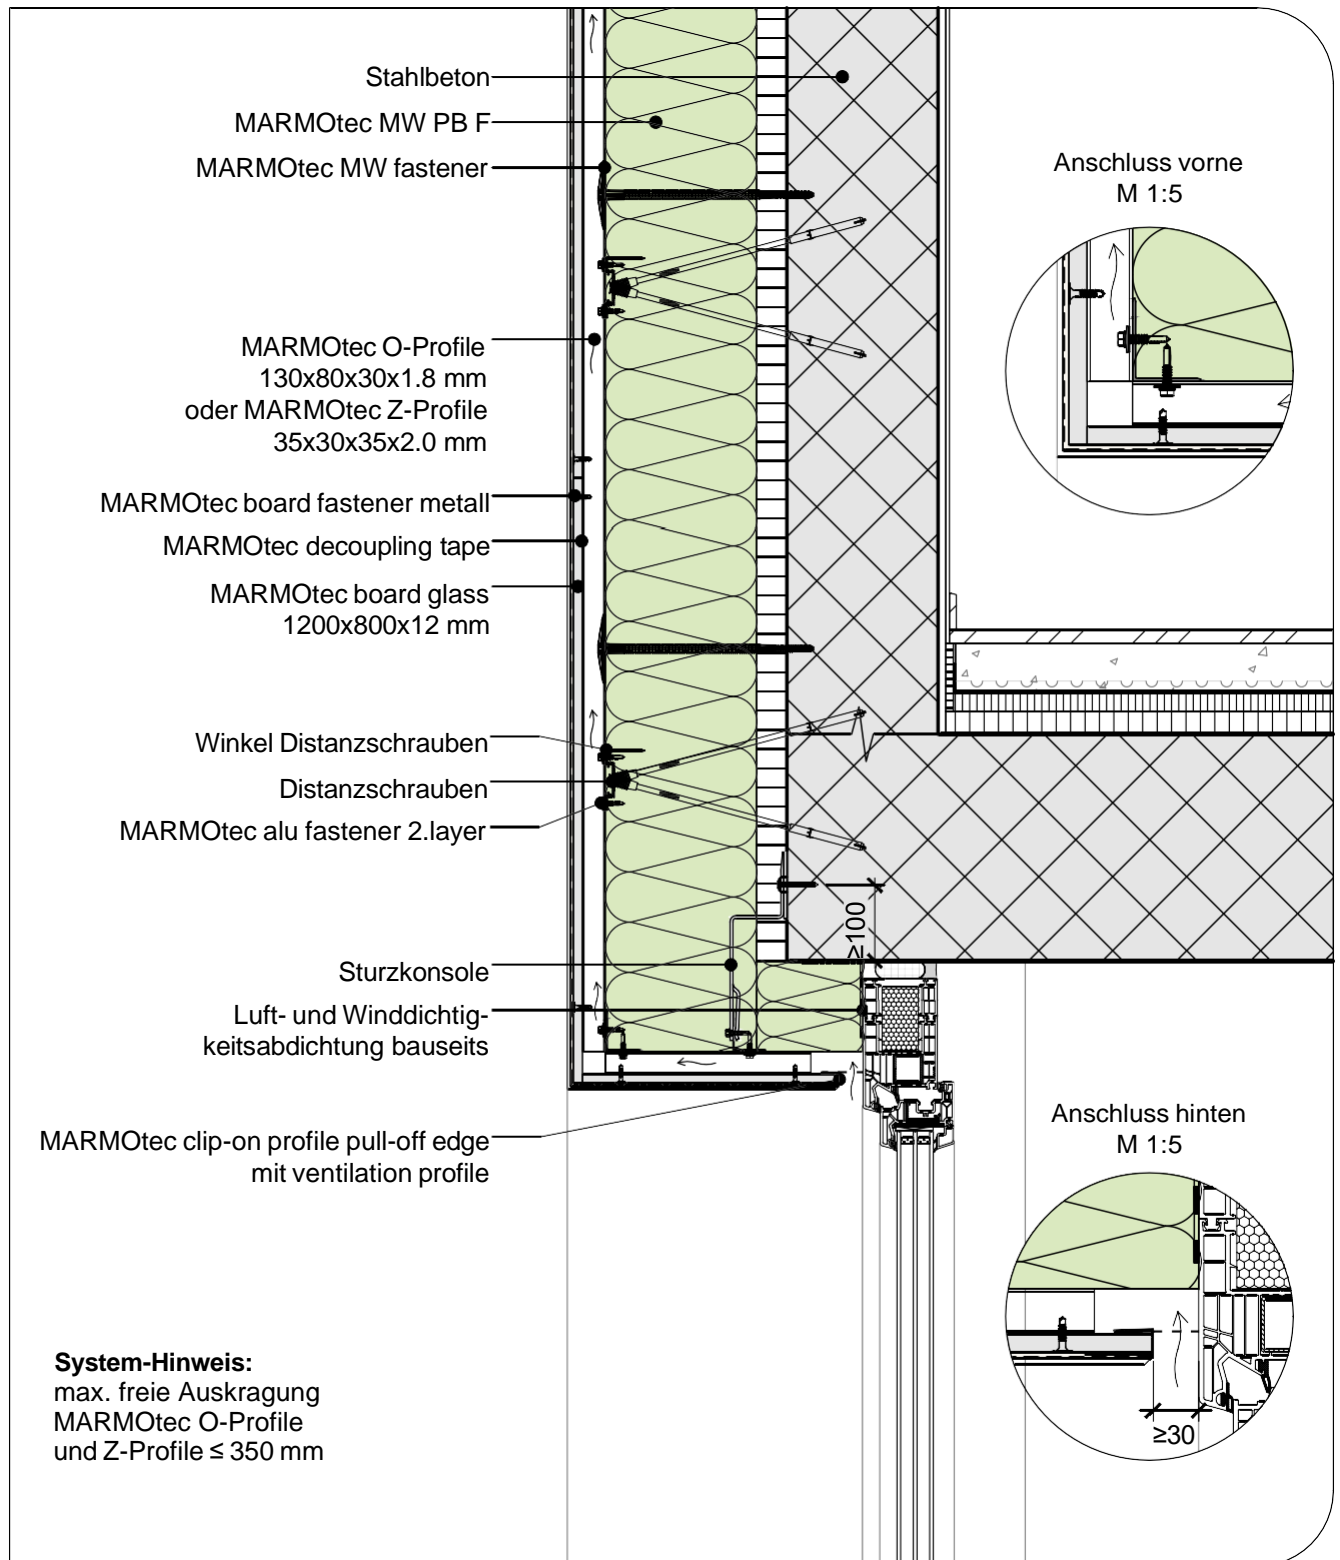 Stahlbeton
MARMOtec MW PB F
MARMOtec MW fastener
MARMOtec O-Profile
130x80x30x1.8 mm
oder MARMOtec Z-Profile
35x30x35x2.0 mm
MARMOtec board fastener metall
MARMOtec decoupling tape
MARMOtec board glass
1200x800x12 mm
Winkel Distanzschrauben
Distanzschrauben
MARMOtec alu fastener 2.layer
Sturzkonsole
Luft- und Winddichtig-
keitsabdichtung bauseits
MARMOtec clip-on profile pull-off edge
mit ventilation profile
System-Hinweis:
max. freie Auskragung
MARMOtec O-Profile
und Z-Profile ≤ 350 mm
≥100
Anschluss vorne
M 1:5
Anschluss hinten
M 1:5
≥30